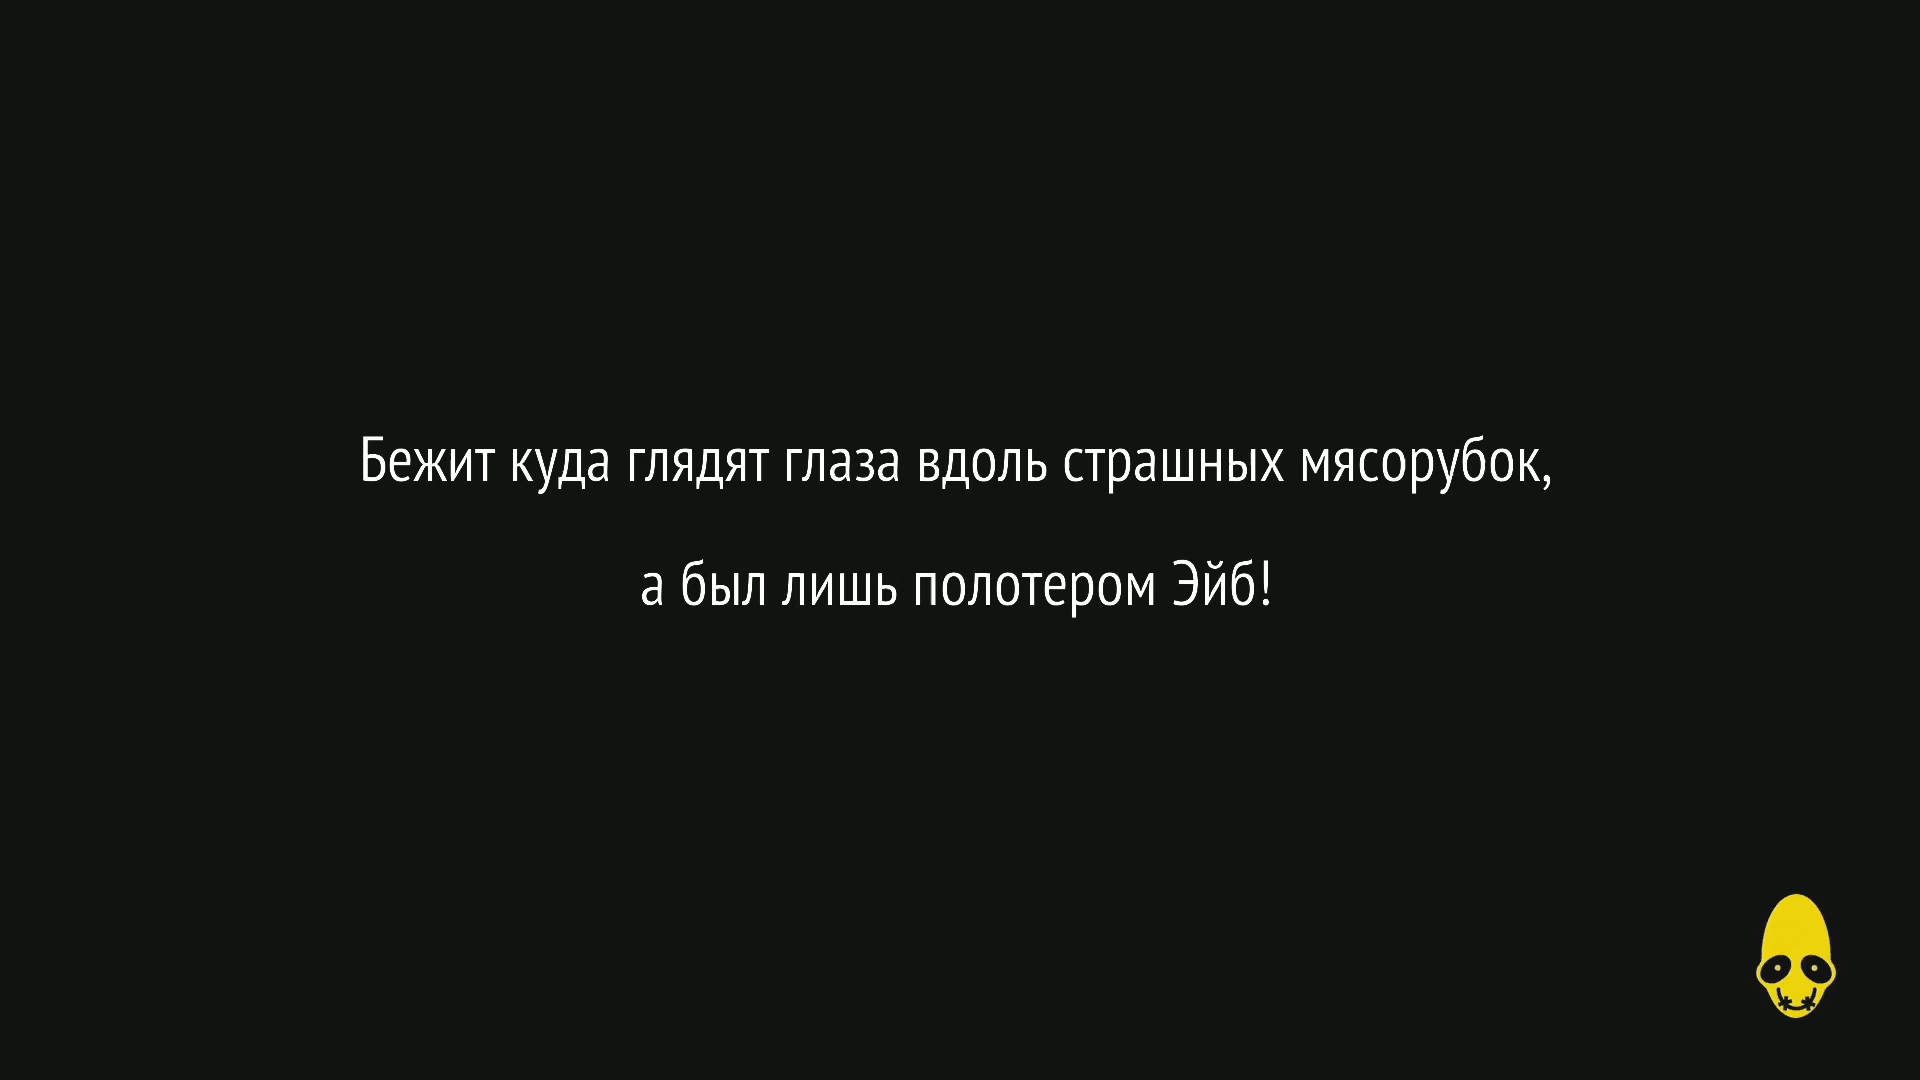 Бежит куда глядят глаза вдоль страшных мясорубок,
а был лишь полотером Эйб!